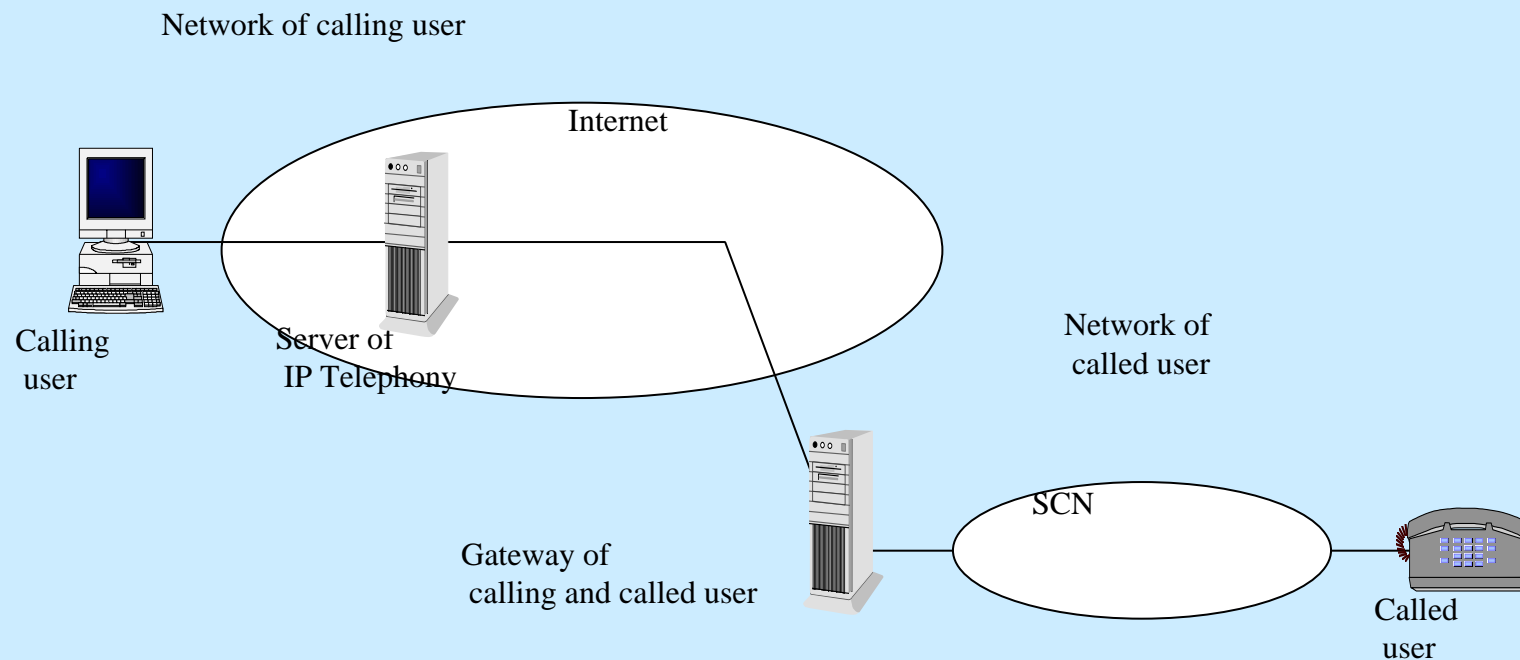 Network of calling user
Internet
Calling
user
Server of
IP Telephony
Network of
called user
Gateway of
calling and called user
SCN
Called
user